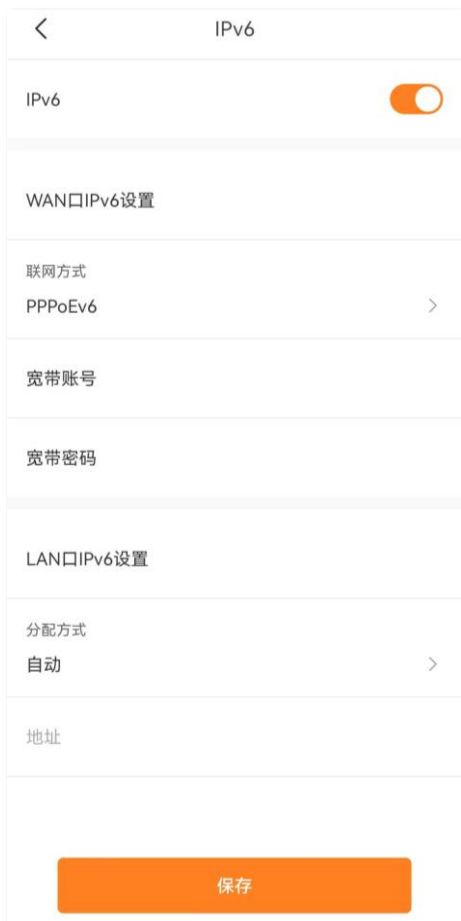 IPv6
IPv6
WAN口IPv6设置
联网方式
PPPoEv6
宽带账号
宽带密码
LAN口IPv6设置
分配方式
自动
地址
保存